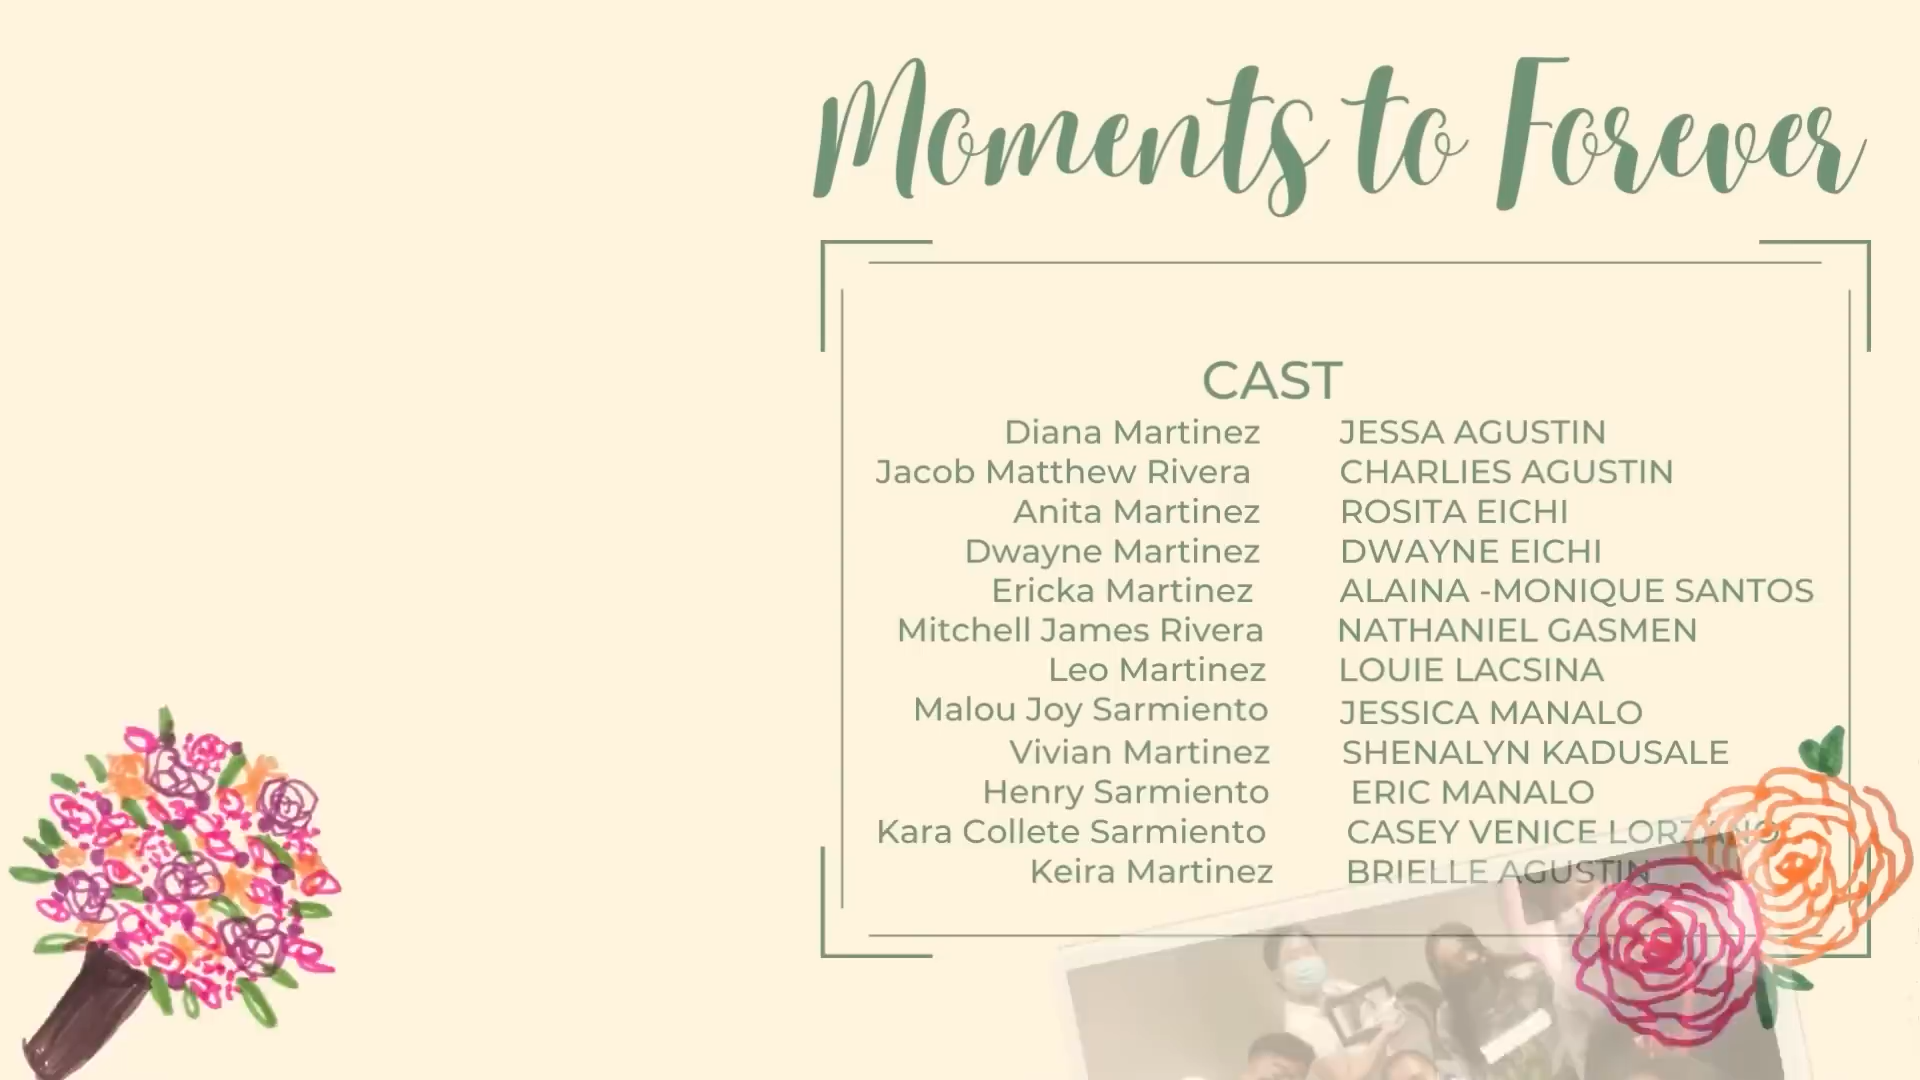 Moments to Forever
CAST
Diana Martinez JESSA AGUSTIN
Jacob Matthew Rivera CHARLIES AGUSTIN
Anita Martinez ROSITA EICHI
Dwayne Martinez DWAYNE EICHI
Ericka Martinez ALAINA -MONIQUE SANTOS
Mitchell James Rivera NATHANIEL GASMEN
Leo Martinez LOUIE LACSINA
Malou Joy Sarmiento JESSICA MANALO
Vivian Martinez SHENALYN KADUSALE
Henry Sarmiento ERIC MANALO
Kara Collete Sarmiento CASEY VENICE
Keira Martinez BRIELLE AGUSTIN